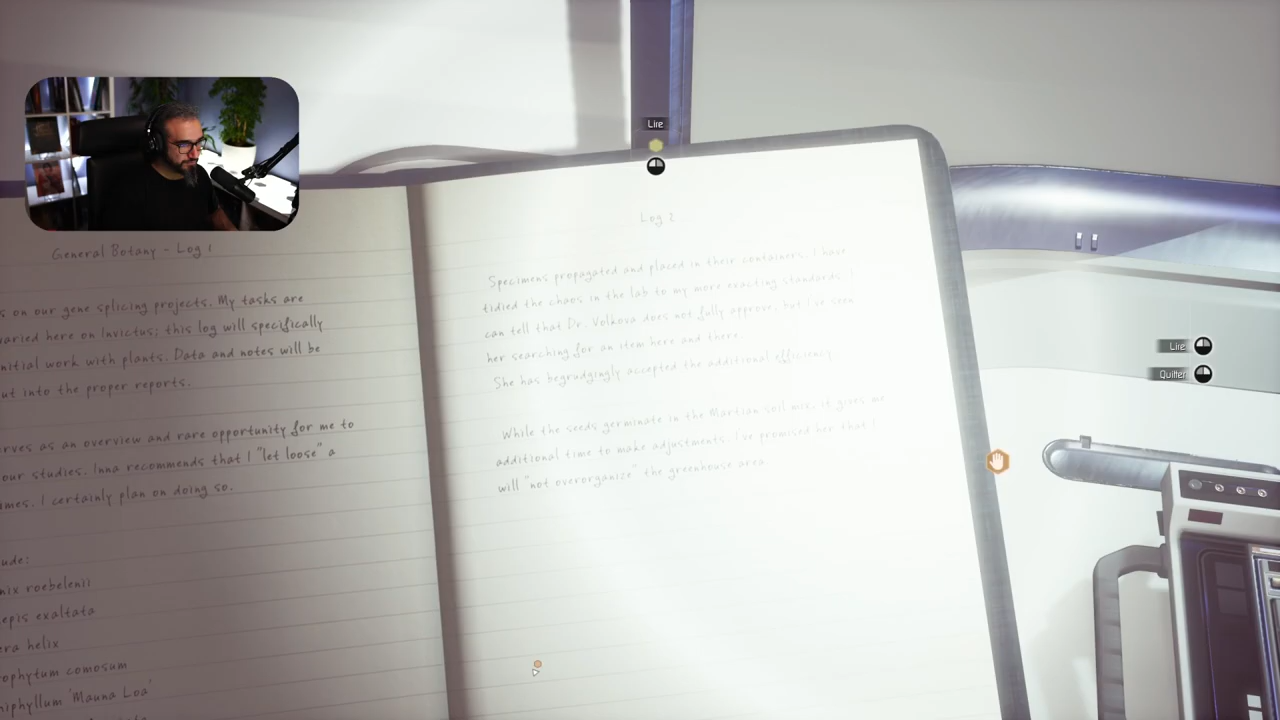 Lire
General Botany - Log 1
s on our gene splicing projects. My tasks are
varied here on Invictus; this log will specifically
nitial work with plants. Data and notes will be
ut into the proper reports.
erves as an overview and rare opportunity for me to
our studies. Inna recommends that I "let loose" a
imes. I certainly plan on doing so.
ude:
nix roebelenii
epis exaltata
era helix
ophytum comosum
hiphyllum 'Mauna Loa'
Log 2
Specimens propagated and placed in their containers. I have
tidied the chaos in the lab to my more exacting standards. I
can tell that Dr. Volkova does not fully approve, but I've seen
her searching for an item here and there.
She has begrudgingly accepted the additional efficiency.
While the seeds germinate in the Martian soil mix, it gives me
additional time to make adjustments. I've promised her that I
will "not overorganize" the greenhouse area.
Lire
Quitter